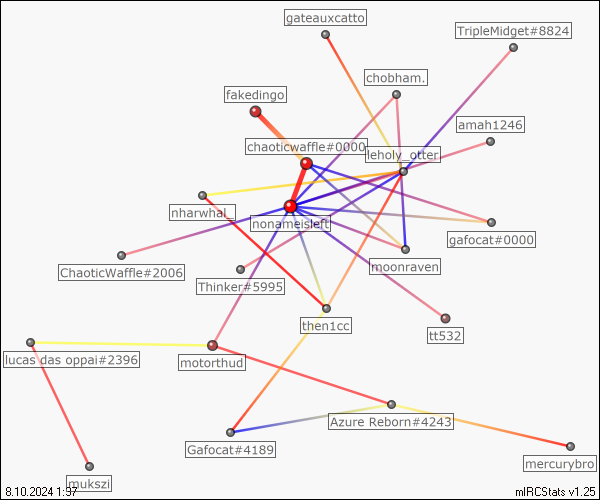 gateauxcatto
TripleMidget#8824
chobham.
fakedingo
amah1246
chaoticwaffle#0000
leholy_otter
nharwhal_
nonameisleft
gafocat#0000
ChaoticWaffle#2006
moonraven
Thinker#5995
then1cc
tt532
lucas das oppai#2396
motorthud
Azure Reborn#4243
Gafocat#4189
mercurybro
mukszi
8.10.2024 1:97
mIRCStats v1.25